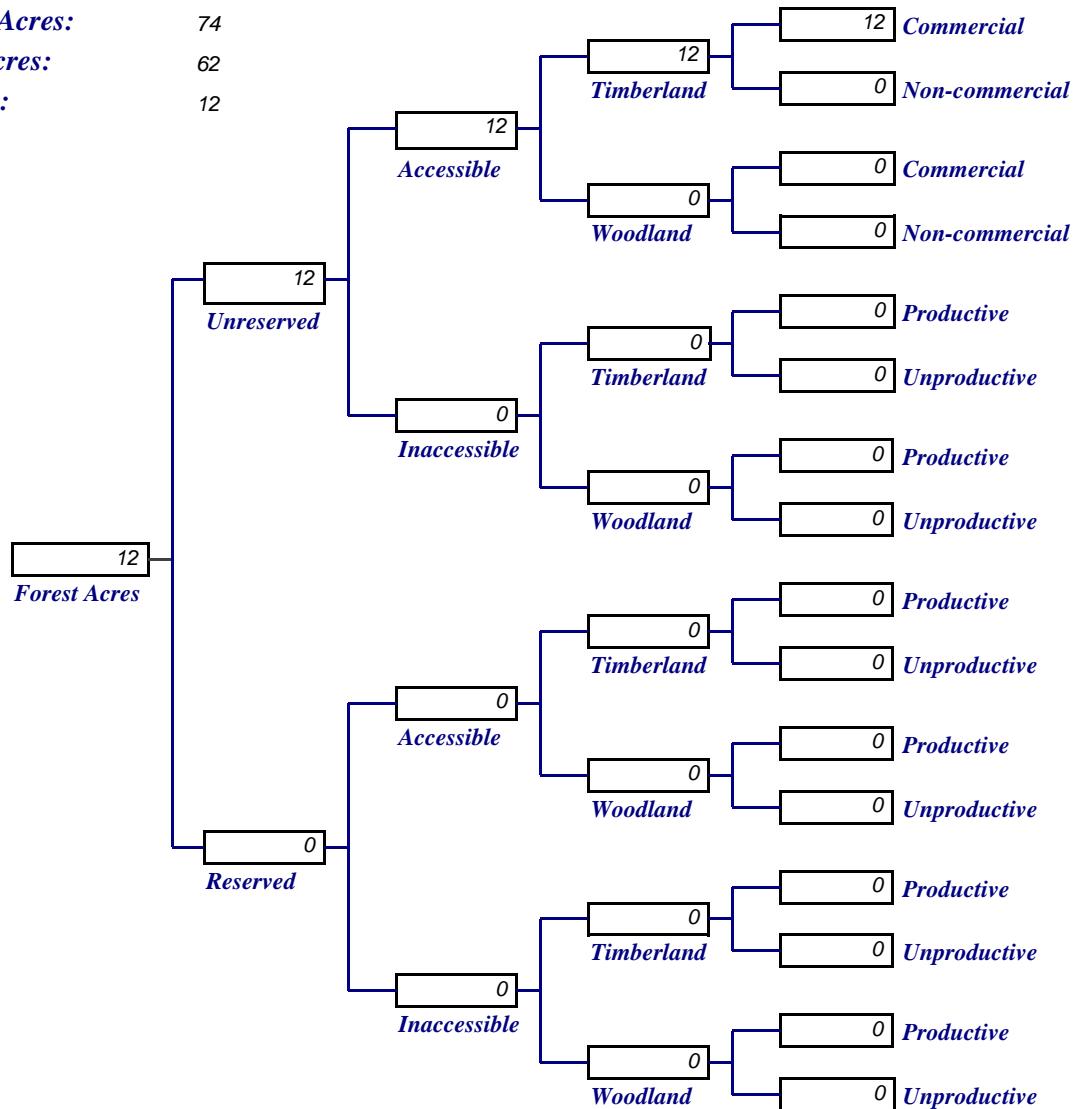 Acres: 74
cres: 62
: 12
12 Commercial
12
Timberland
0 Non-commercial
12
Accessible
0 Commercial
0
Woodland
0 Non-commercial
12
Unreserved
0 Productive
0
Timberland
0 Unproductive
0
Inaccessible
0 Productive
0
Woodland
0 Unproductive
12
Forest Acres
0 Productive
0
Timberland
0 Unproductive
0
Accessible
0 Productive
0
Woodland
0 Unproductive
0
Reserved
0 Productive
0
Timberland
0 Unproductive
0
Inaccessible
0 Productive
0
Woodland
0 Unproductive